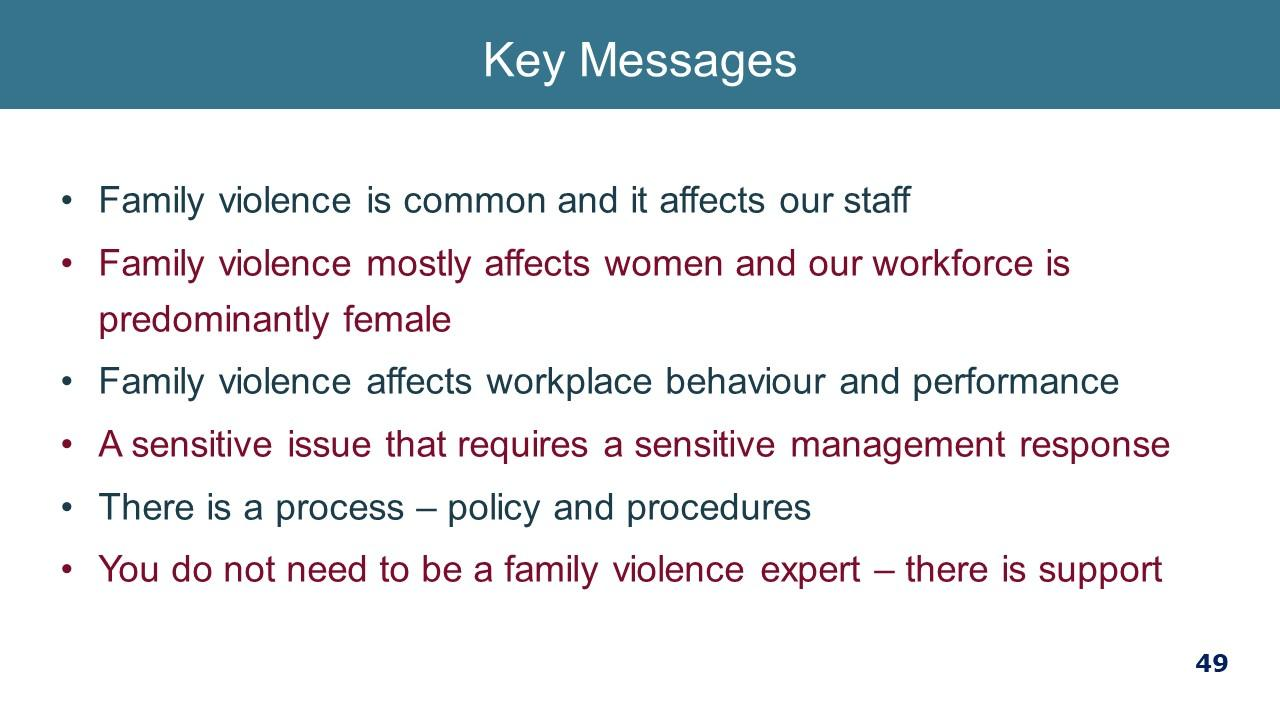 Key Messages
• Family violence is common and it affects our staff
• Family violence mostly affects women and our workforce is
predominantly female
• Family violence affects workplace behaviour and performance
• A sensitive issue that requires a sensitive management response
• There is a process – policy and procedures
• You do not need to be a family violence expert – there is support
49